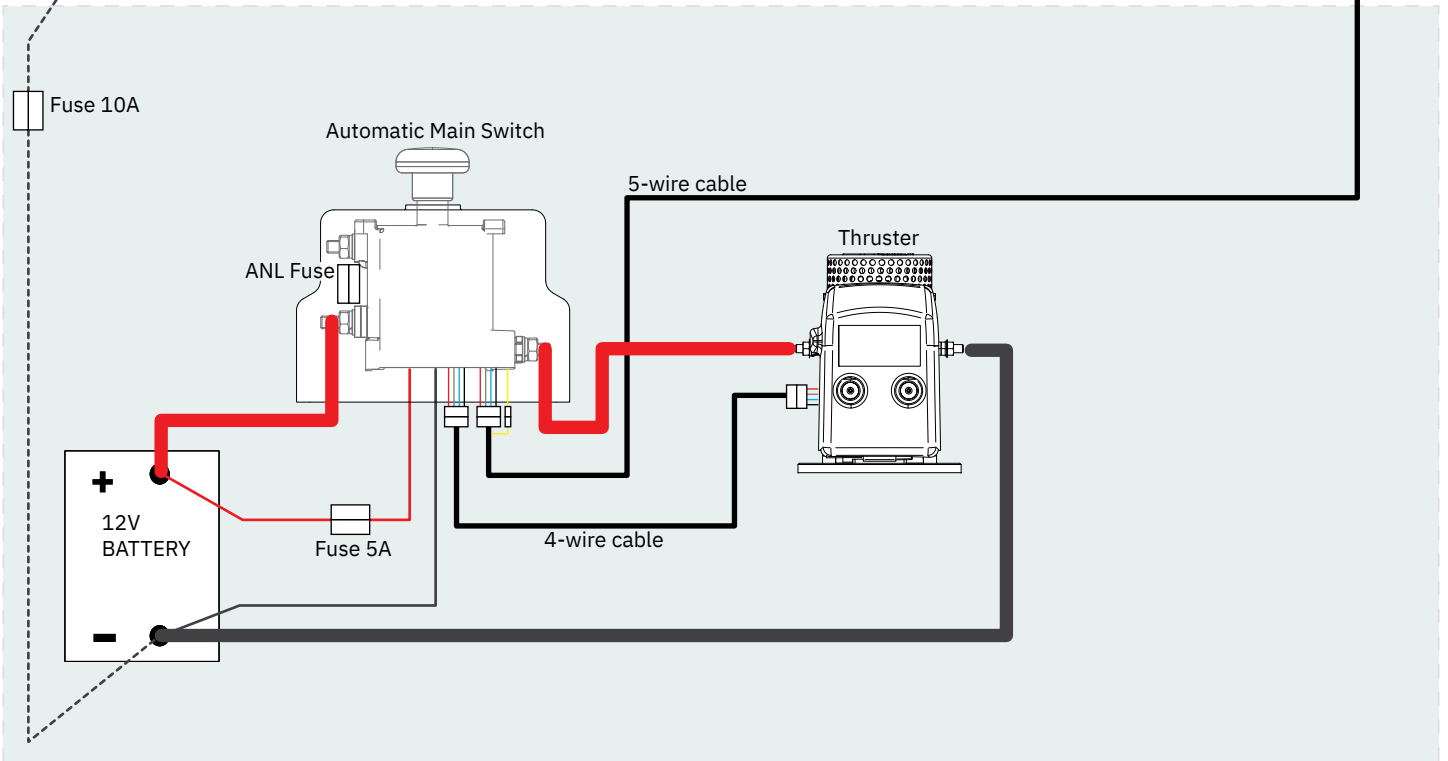 Fuse 10A
Automatic Main Switch
5-wire cable
Thruster
ANL Fuse
+
12V
BATTERY
Fuse 5A
4-wire cable
-